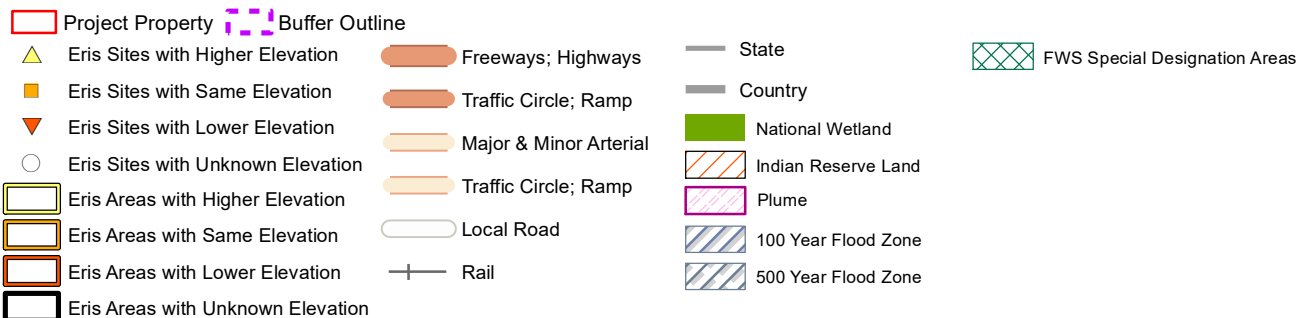 Project Property
Buffer Outline
Eris Sites with Higher Elevation
Eris Sites with Same Elevation
Eris Sites with Lower Elevation
Eris Sites with Unknown Elevation
Eris Areas with Higher Elevation
Eris Areas with Same Elevation
Eris Areas with Lower Elevation
Eris Areas with Unknown Elevation
Freeways; Highways
Traffic Circle; Ramp
Major & Minor Arterial
Traffic Circle; Ramp
Local Road
Rail
State
Country
National Wetland
Indian Reserve Land
Plume
100 Year Flood Zone
500 Year Flood Zone
FWS Special Designation Areas